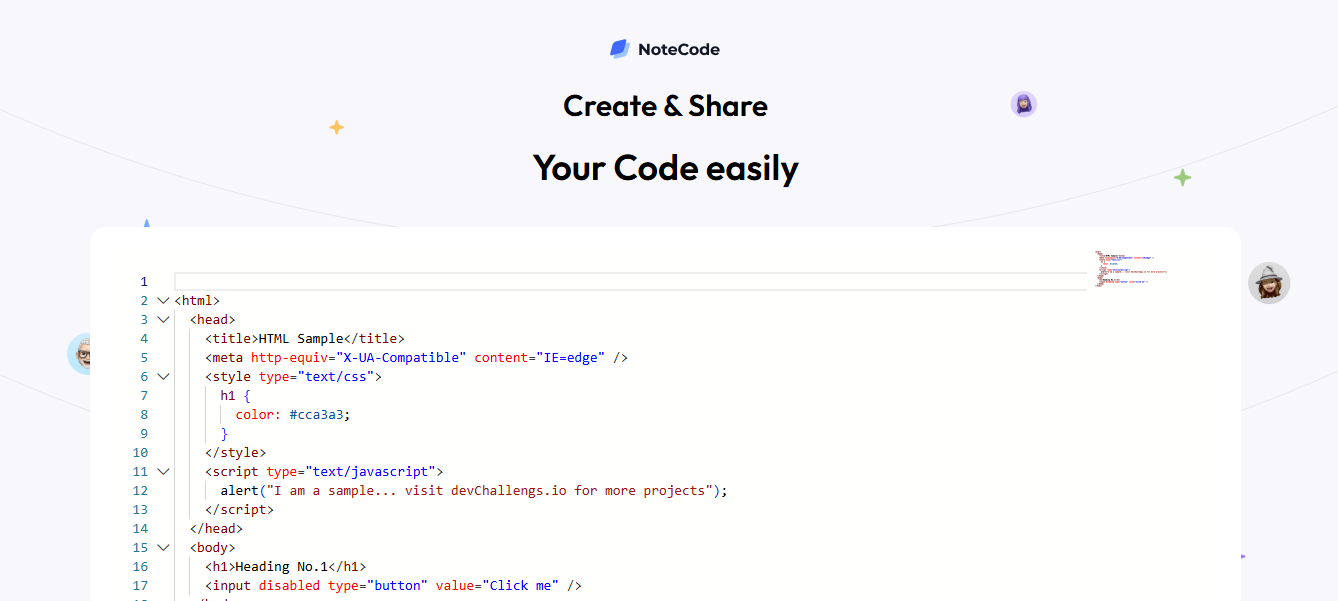 NoteCode
Create & Share
Your Code easily
1
2 <html>
3 <head>
4 <title>HTML Sample</title>
5 <meta http-equiv="X-UA-Compatible" content="IE=edge" />
6 <style type="text/css">
7 h1 {
8 color: #cca3a3;
9 }
10 </style>
11 <script type="text/javascript">
12 alert("I am a sample... visit devChallengs.io for more projects");
13 </script>
14 </head>
15 <body>
16 <h1>Heading No.1</h1>
17 <input disabled type="button" value="Click me" />